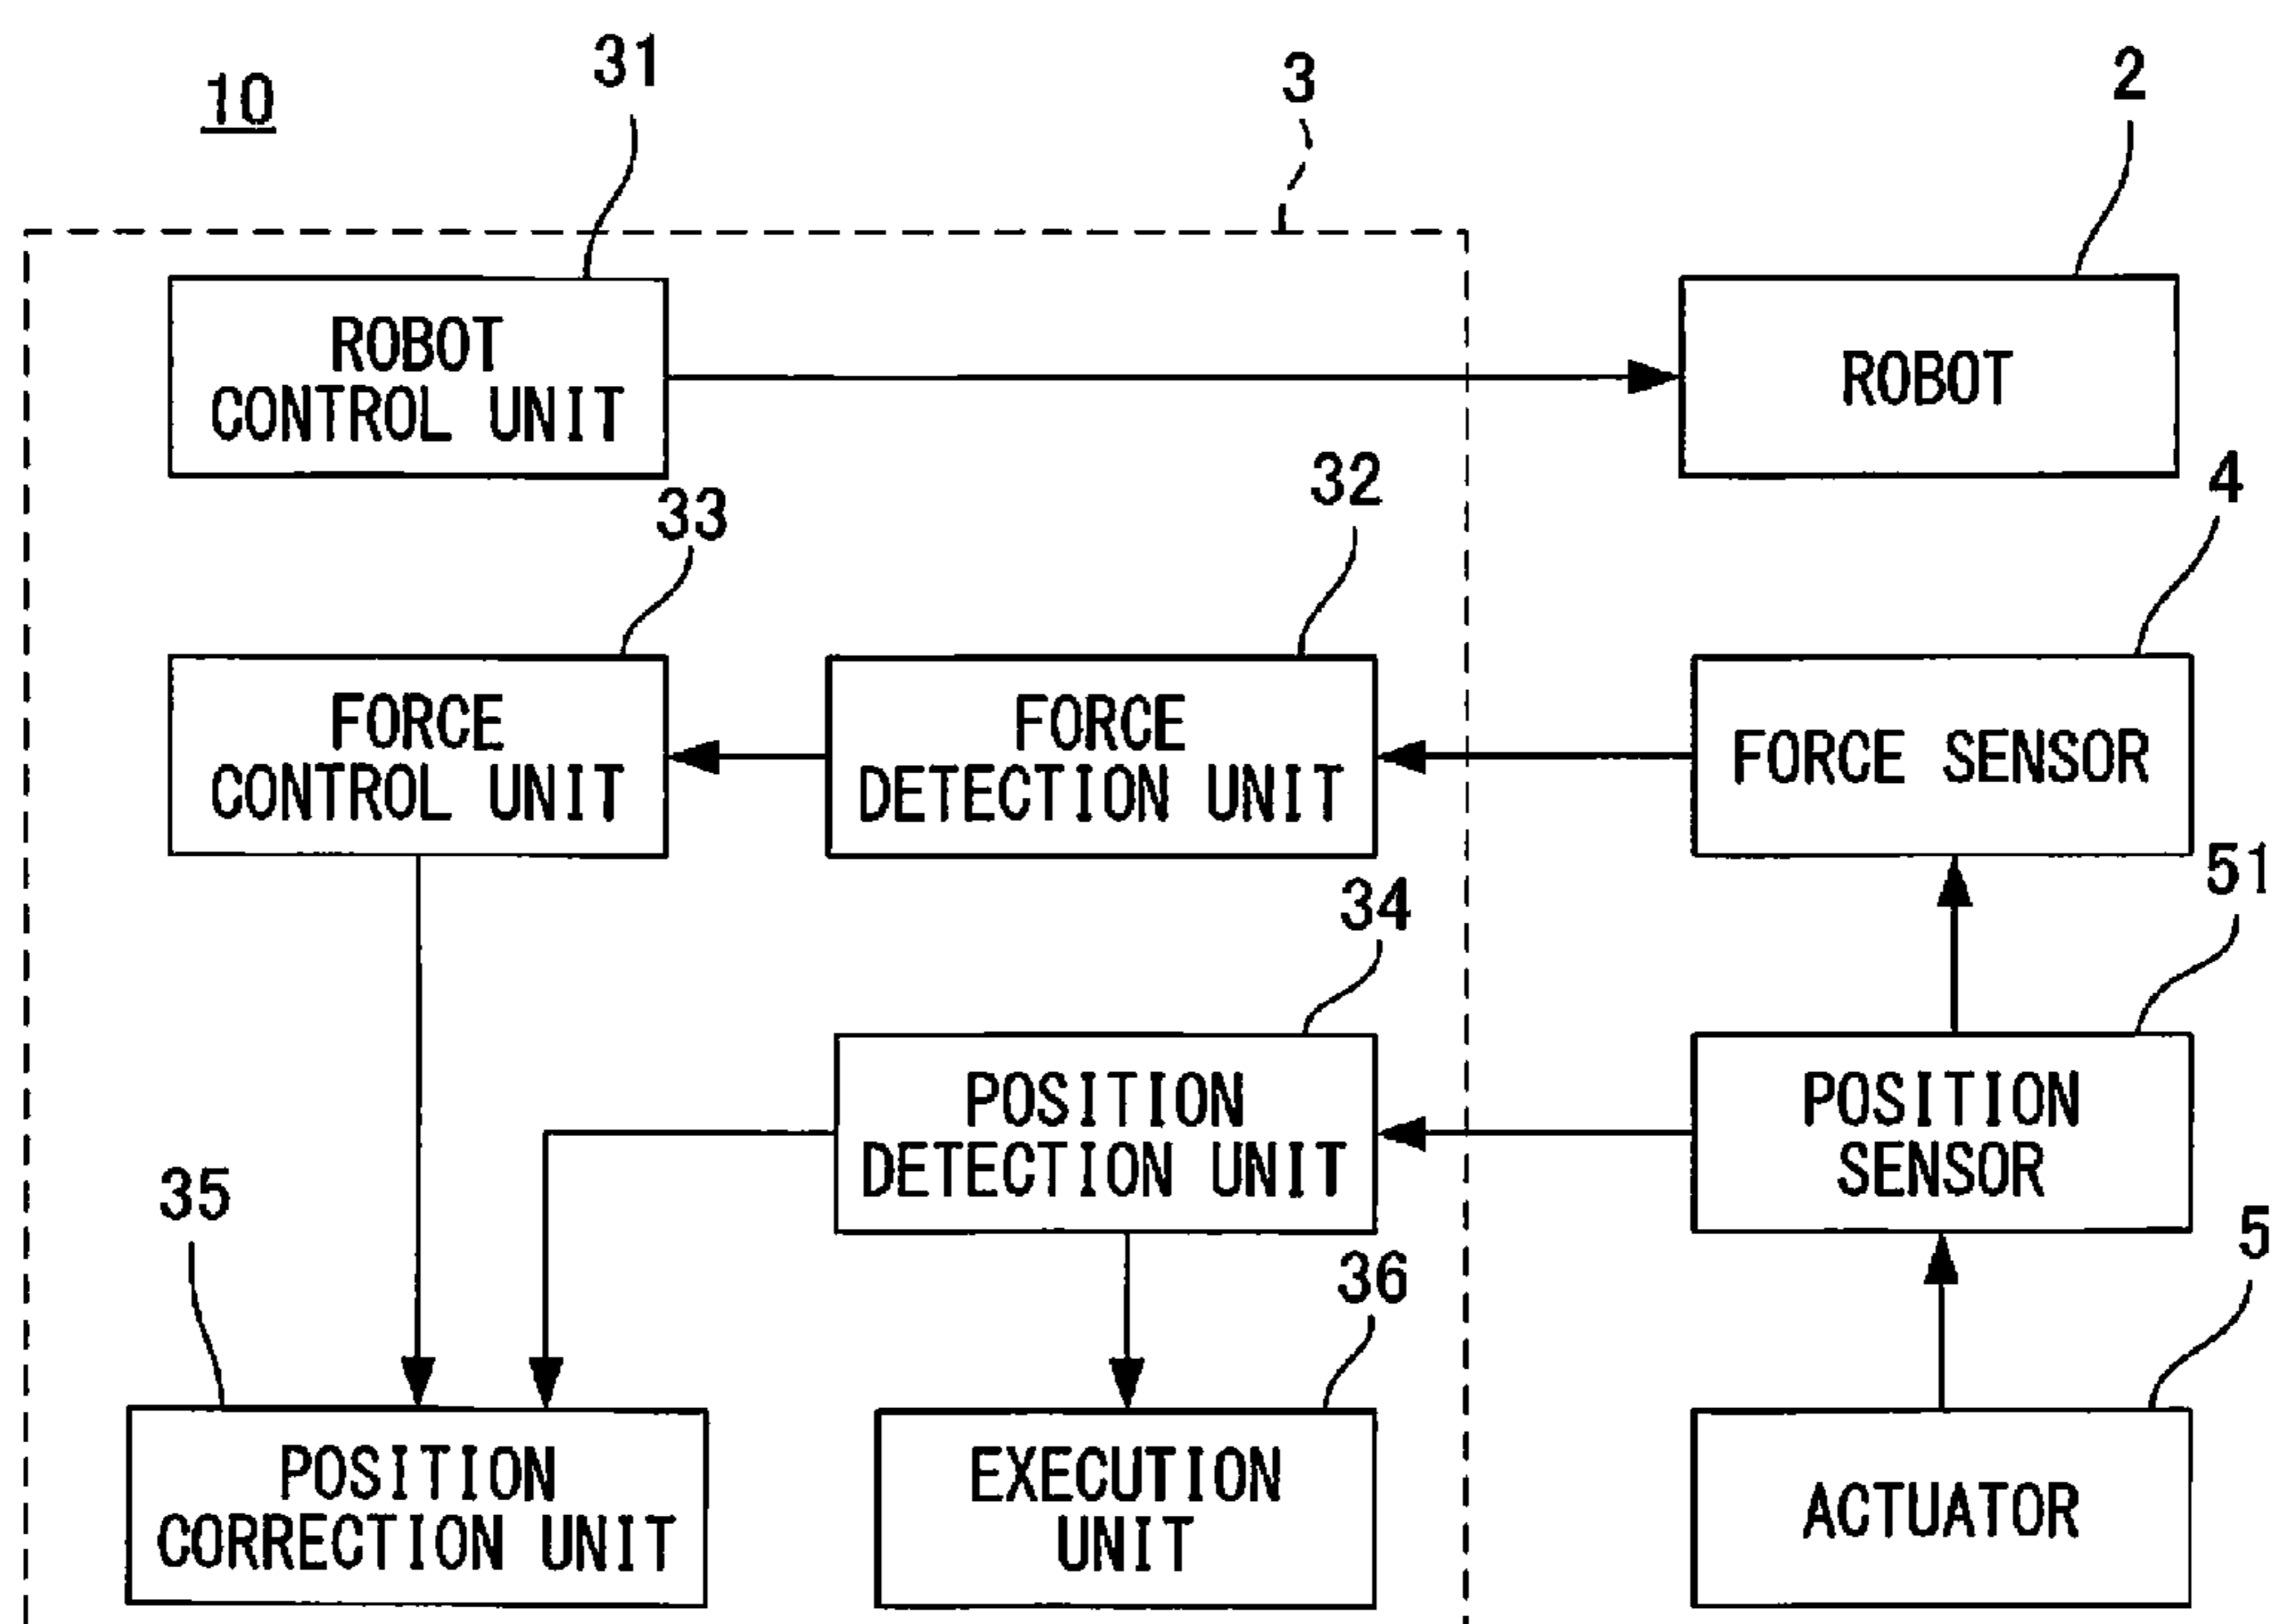 10
31
3
2
ROBOT
CONTROL UNIT
ROBOT
33
32
4
FORCE
CONTROL UNIT
FORCE
DETECTION UNIT
FORCE SENSOR
34
51
POSITION
DETECTION UNIT
POSITION
SENSOR
35
36
5
POSITION
CORRECTION UNIT
EXECUTION
UNIT
ACTUATOR